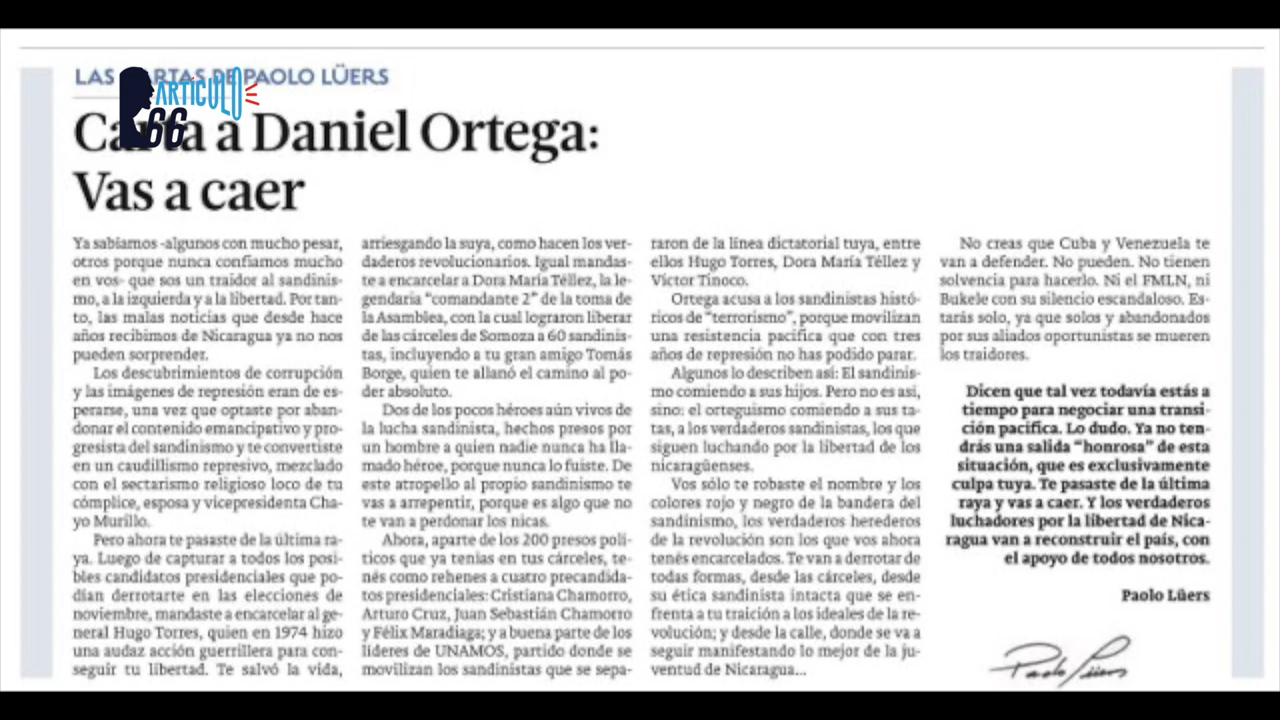 LAS CARTAS DE PAOLO LÜERS
ARTÍCULO
66
Carta a Daniel Ortega:
Vas a caer
Ya sabíamos -algunos con mucho pesar,
otros porque nunca confiamos mucho
en vos- que sos un traidor al sandinis-
mo, a la izquierda y a la libertad. Por tan-
to, las malas noticias que desde hace
años recibimos de Nicaragua ya no nos
pueden sorprender.
Los descubrimientos de corrupción
y las imágenes de represión eran de es-
perarse, una vez que optaste por aban-
donar el contenido emancipativo y pro-
gresista del sandinismo y te convertiste
en un caudillismo represivo, mezclado
con el sectarismo religioso loco de tu
cómplice, esposa y vicepresidenta Cha-
yo Murillo.
Pero ahora te pasaste de la última ra-
ya. Luego de capturar a todos los posi-
bles candidatos presidenciales que po-
dían derrotarte en las elecciones de
noviembre, mandaste a encarcelar al ge-
neral Hugo Torres, quien en 1974 hizo
una audaz acción guerrillera para con-
seguir tu libertad. Te salvó la vida,
arriesgando la suya, como hacen los ver-
daderos revolucionarios. Igual mandas-
te a encarcelar a Dora María Téllez, la le-
gendaria “comandante 2” de la toma de
la Asamblea, con la cual lograron liberar
de las cárceles de Somoza a 60 sandinis-
tas, incluyendo a tu gran amigo Tomás
Borge, quien te allanó el camino al po-
der absoluto.
Dos de los pocos héroes aún vivos de
la lucha sandinista, hechos presos por
un hombre a quien nadie nunca ha lla-
mado héroe, porque nunca lo fuiste. De
este atropello al propio sandinismo te
vas a arrepentir, porque es algo que no
te van a perdonar los nicas.
Ahora, aparte de los 200 presos polí-
ticos que ya tenías en tus cárceles, te-
nés como rehenes a cuatro precandida-
tos presidenciales: Cristiana Chamorro,
Arturo Cruz, Juan Sebastián Chamorro
y Félix Maradiaga; y a buena parte de los
líderes de UNAMOS, partido donde se
movilizan los sandinistas que se sepa-
raron de la línea dictatorial tuya, entre
ellos Hugo Torres, Dora María Téllez y
Víctor Tinoco.
Ortega acusa a los sandinistas histó-
ricos de “terrorismo”, porque movilizan
una resistencia pacífica que con tres
años de represión no has podido parar.
Algunos lo describen así: El sandinis-
mo comiendo a sus hijos. Pero no es así,
sino: el orteguismo comiendo a sus ta-
tas, a los verdaderos sandinistas, los que
siguen luchando por la libertad de los
nicaragüenses.
Vos sólo te robaste el nombre y los
colores rojo y negro de la bandera del
sandinismo, los verdaderos herederos
de la revolución son los que vos ahora
tenés encarcelados. Te van a derrotar de
todas formas, desde las cárceles, desde
su ética sandinista intacta que se en-
frenta a tu traición a los ideales de la re-
volución; y desde la calle, donde se va a
seguir manifestando lo mejor de la ju-
ventud de Nicaragua...
No creas que Cuba y Venezuela te
van a defender. No pueden. No tienen
solvencia para hacerlo. Ni el FMLN, ni
Bukele con su silencio escandaloso. Es-
tarás solo, ya que solos y abandonados
por sus aliados oportunistas se mueren
los traidores.
Dicen que tal vez todavía estás a
tiempo para negociar una transi-
ción pacífica. Lo dudo. Ya no ten-
drás una salida “honrosa” de esta
situación, que es exclusivamente
culpa tuya. Te pasaste de la última
raya y vas a caer. Y los verdaderos
luchadores por la libertad de Nica-
ragua van a reconstruir el país, con
el apoyo de todos nosotros.
Paolo Lüers
Paolo Lüers